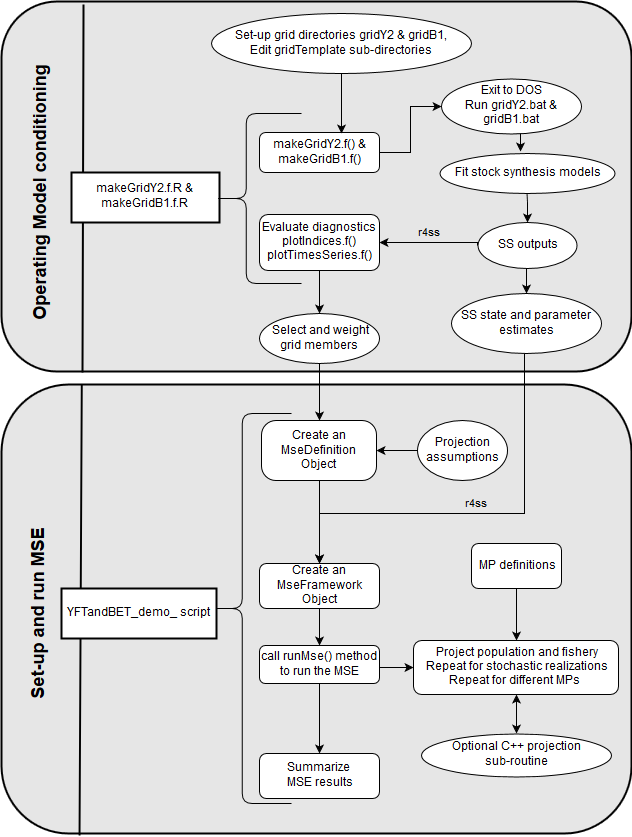 Operating Model conditioning
Set-up grid directories gridY2 & gridB1,
Edit gridTemplate sub-directories
Exit to DOS
Run gridY2.bat &
gridB1.bat
makeGridY2.f() &
makeGridB1.f()
Fit stock synthesis models
makeGridY2.f.R &
makeGridB1.f.R
Evaluate diagnostics
plotIndices.f()
plotTimesSeries.f()
r4ss
SS outputs
Select and weight
grid members
SS state and parameter
estimates
Set-up and run MSE
Create an
MseDefinition
Object
Projection
assumptions
r4ss
Create an
MseFramework
Object
MP definitions
YFTandBET_demo_ script
call runMse() method
to run the MSE
Project population and fishery
Repeat for stochastic realizations
Repeat for different MPs
Optional C++ projection
sub-routine
Summarize
MSE results